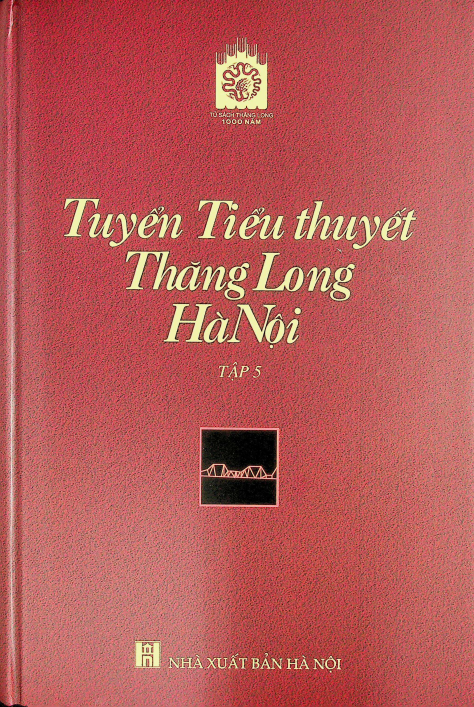 TỦ SÁCH THĂNG LONG
1000 NĂM
Tuyển Tiểu thuyết
Thăng Long
Hà Nội
TẬP 5
NHÀ XUẤT BẢN HÀ NỘI